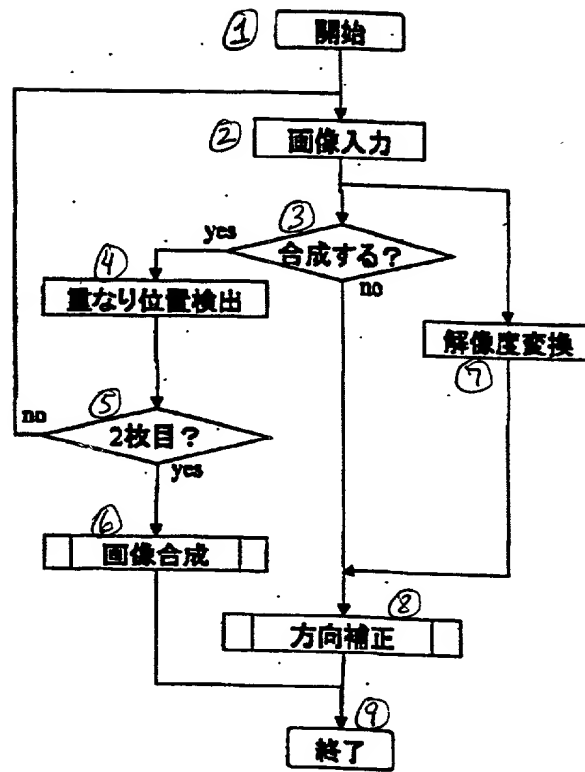 ① 開始
② 画像入力
③ 合成する?
yes
no
④ 重なり位置検出
解像度変換 ⑦
⑤ 2枚目?
no
yes
⑥ 画像合成
⑧ 方向補正
⑨ 終了